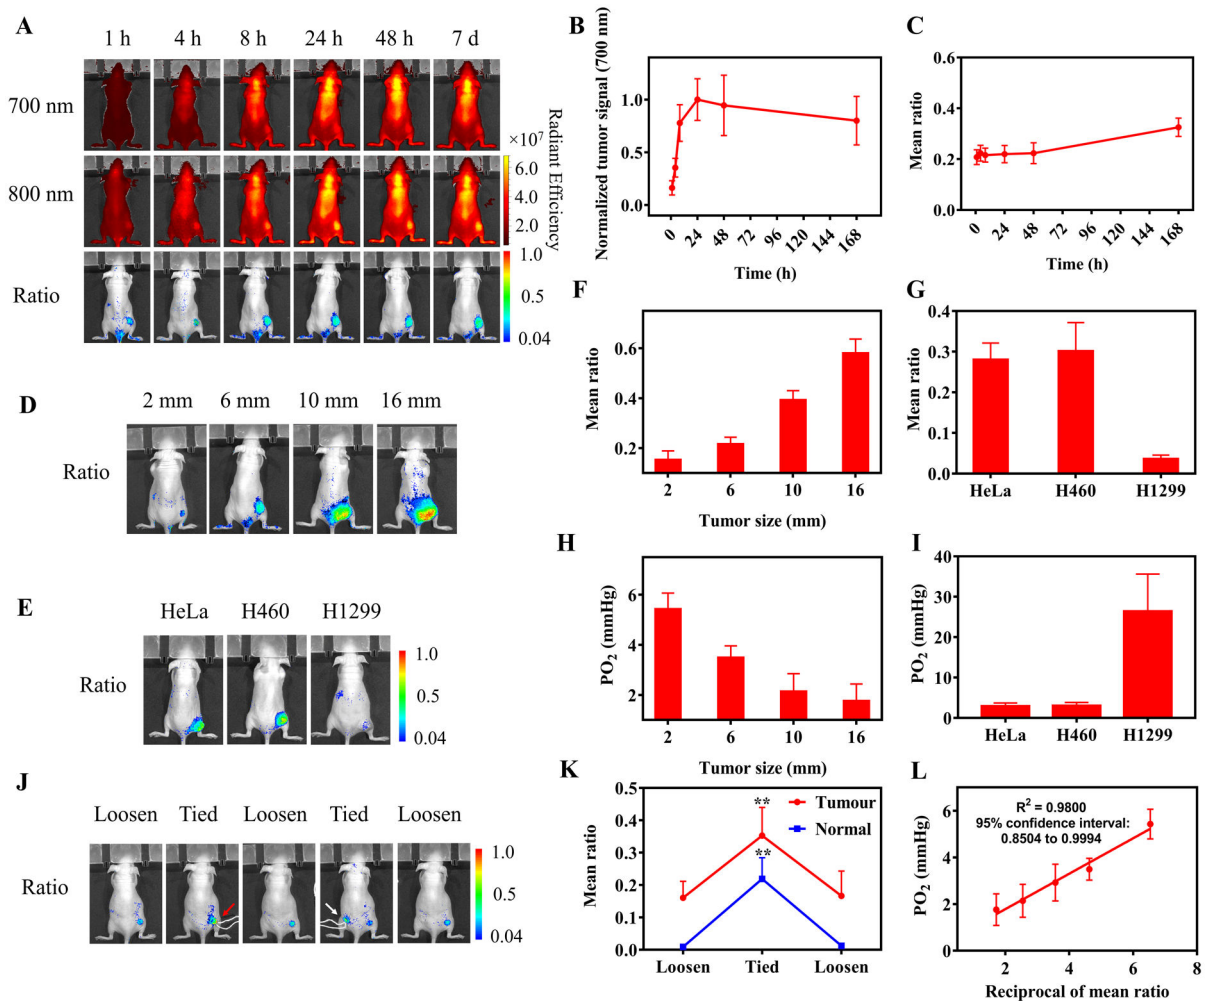 A
1 h 4 h 8 h 24 h 48 h 7 d
700 nm
800 nm
Ratio
×10⁷
6.0
4.0
2.0
Radiant Efficiency
1.0
0.5
0.04
B
Normalized tumor signal (700 nm)
1.0
0.5
0.0
0 24 48 72 96 120 144 168
Time (h)
C
Mean ratio
0.6
0.4
0.2
0.0
0 24 48 72 96 120 144 168
Time (h)
D
2 mm 6 mm 10 mm 16 mm
Ratio
F
Mean ratio
0.6
0.4
0.2
2 6 10 16
Tumor size (mm)
G
Mean ratio
0.4
0.3
0.2
0.1
0.0
HeLa H460 H1299
E
HeLa H460 H1299
Ratio
1.0
0.5
0.04
H
PO₂ (mmHg)
6
4
2
2 6 10 16
Tumor size (mm)
I
PO₂ (mmHg)
40
30
20
10
0
HeLa H460 H1299
J
Loosen Tied Loosen Tied Loosen
Ratio
1.0
0.5
0.04
K
Mean ratio
0.5
0.4
0.3
0.2
0.1
0.0
**
**
Tumour
Normal
Loosen Tied Loosen
L
PO₂ (mmHg)
6
4
2
0
R² = 0.9800
95% confidence interval:
0.8504 to 0.9994
2 4 6 8
Reciprocal of mean ratio